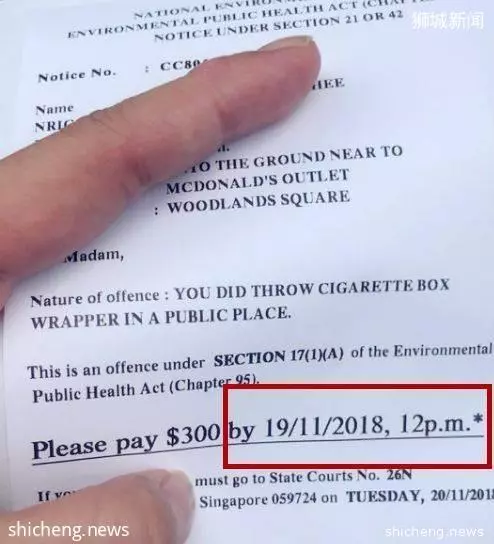 狮城新闻
NATIONAL
ENVIRONMENTAL PUBLIC HEALTH ACT
NOTICE UNDER SECTION 21 OR 42
Notice No. : CC80
Name HEE
NRIC
TO THE GROUND NEAR TO
MCDONALD'S OUTLET
: WOODLANDS SQUARE
Madam,
Nature of offence : YOU DID THROW CIGARETTE BOX
WRAPPER IN A PUBLIC PLACE.
This is an offence under SECTION 17(1)(A) of the Environmental
Public Health Act (Chapter 95).
Please pay $300 by 19/11/2018, 12p.m.*
If must go to State Courts No. 26N
Singapore 059724 on TUESDAY, 20/11/2018
shicheng.news
shicheng.news